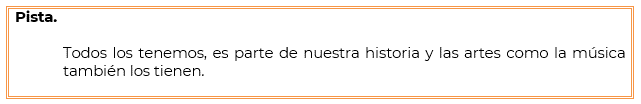 Pista.
Todos los tenemos, es parte de nuestra historia y las artes como la música
también los tienen.